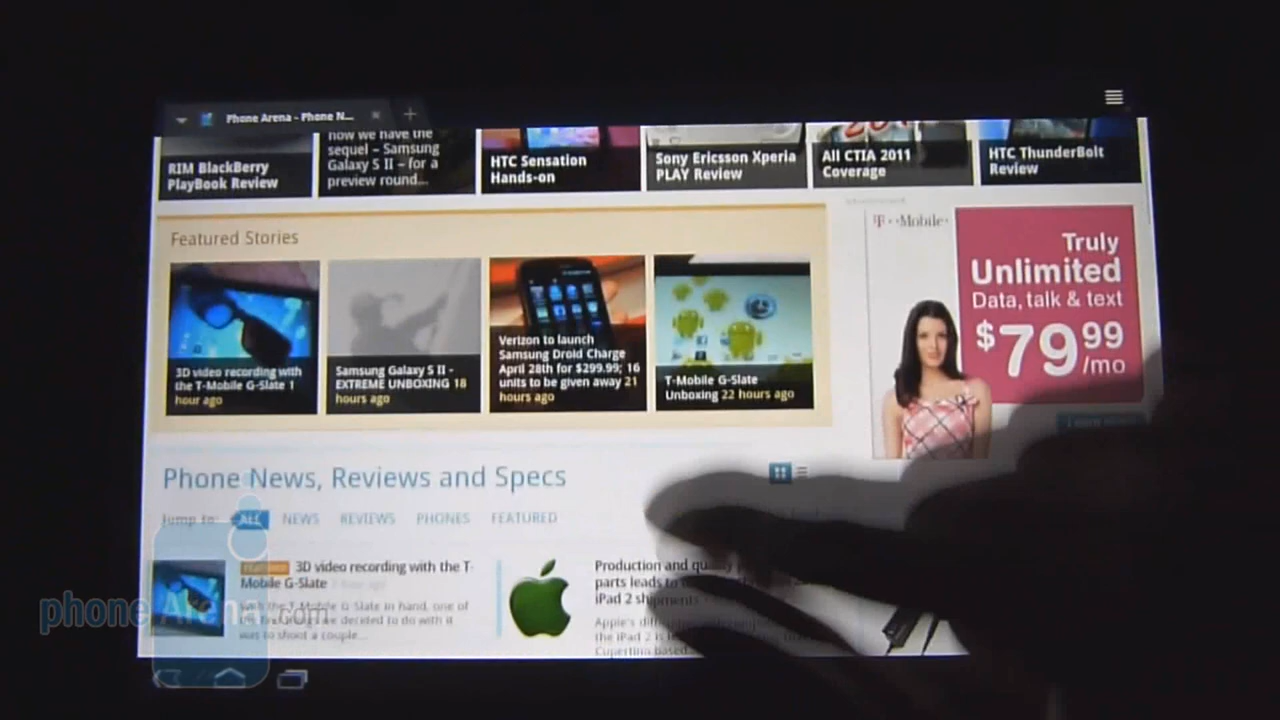 Phone Arena - Phone N...
RIM BlackBerry
PlayBook Review
now we have the
sequel – Samsung
Galaxy S II – for a
preview round...
HTC Sensation
Hands-on
Sony Ericsson Xperia
PLAY Review
All CTIA 2011
Coverage
HTC ThunderBolt
Review
Featured Stories
3D video recording with
the T-Mobile G-Slate 1
hour ago
Samsung Galaxy S II -
EXTREME UNBOXING 18
hours ago
Verizon to launch
Samsung Droid Charge
April 28th for $299.99; 16
units to be given away 21
hours ago
T-Mobile G-Slate
Unboxing 22 hours ago
T··Mobile·
Truly
Unlimited
Data, talk & text
$79.99
/mo
Phone News, Reviews and Specs
Jump to: ALL NEWS REVIEWS PHONES FEATURED
3D video recording with the T-
Mobile G-Slate
With the T-Mobile G-Slate in hand, one of
the first things we decided to do with it
was to shoot a couple...
Production and
parts leads to
iPad 2 shipments
Apple's
the iPad 2 is
Cupertino based...
phoneArena.com